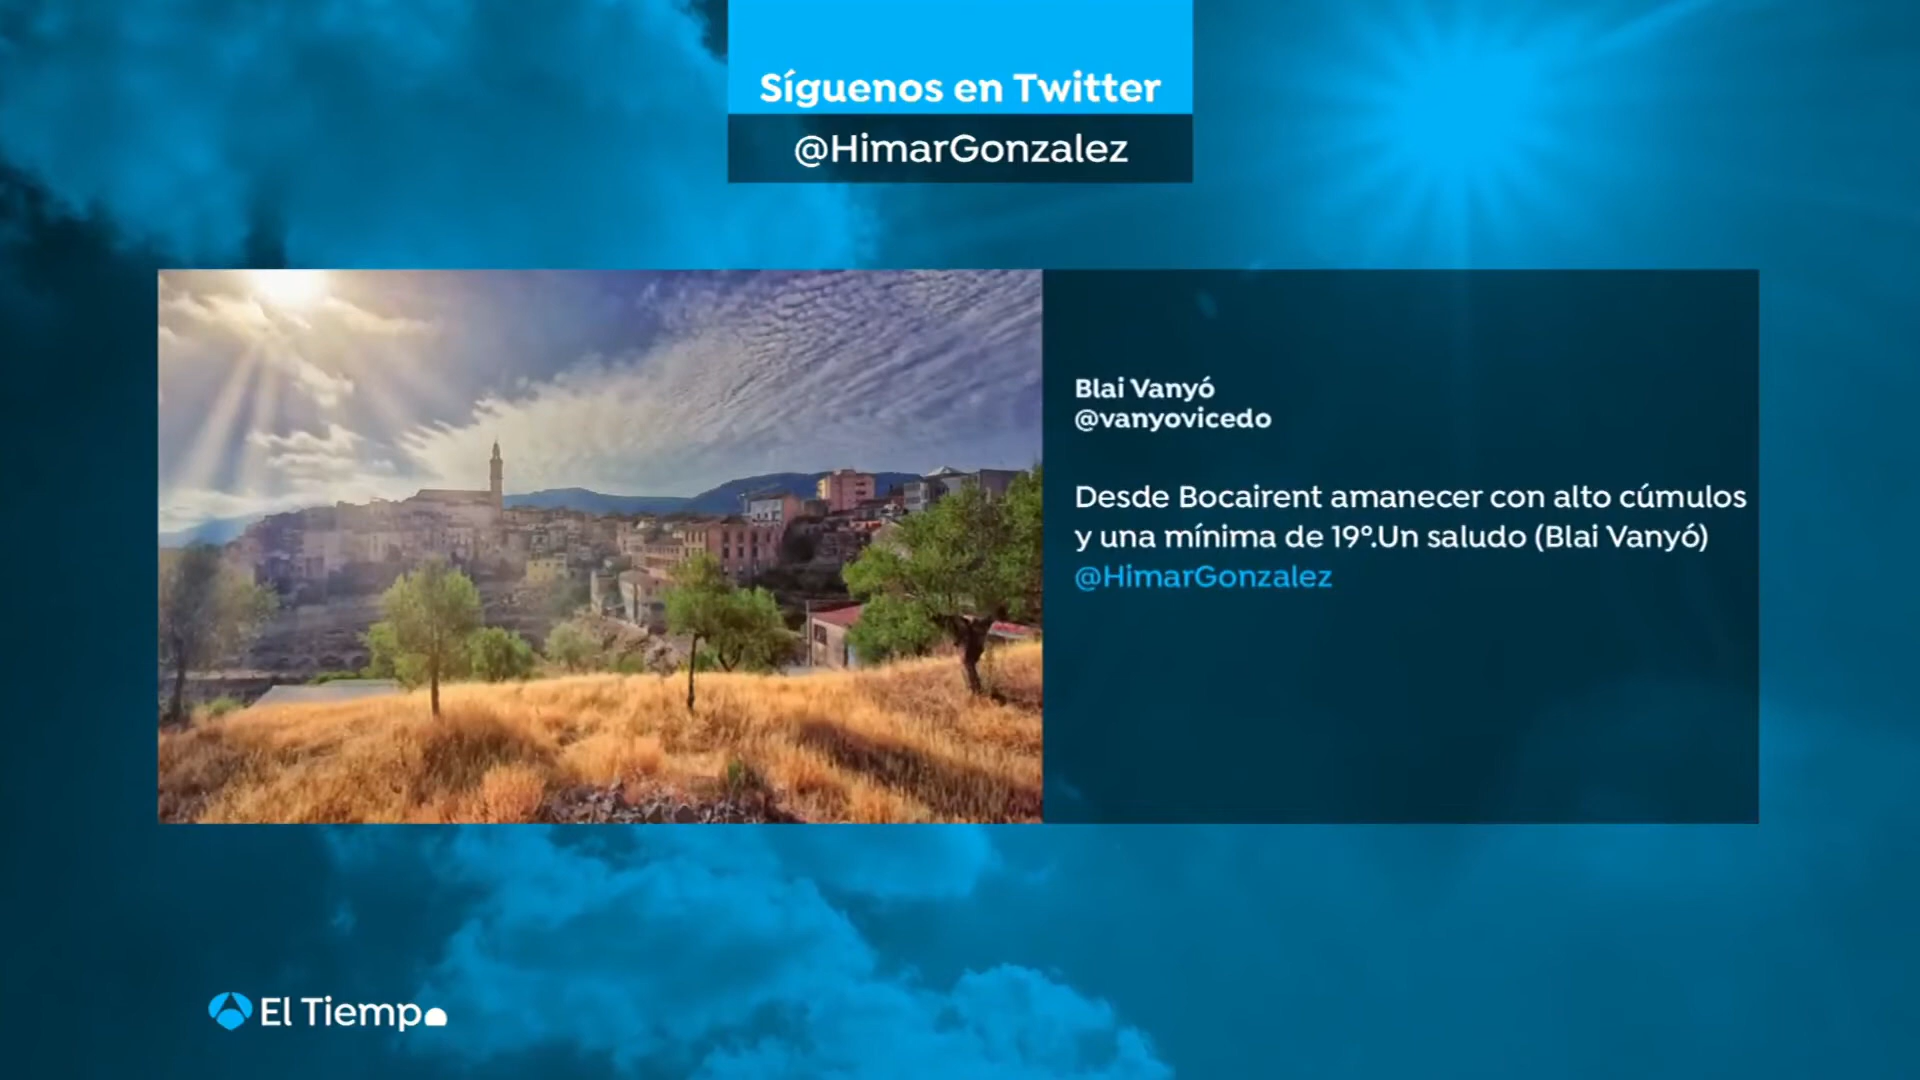 Síguenos en Twitter
@HimarGonzalez
Blai Vanyó
@vanyovicedo
Desde Bocairent amanecer con alto cúmulos
y una mínima de 19º.Un saludo (Blai Vanyó)
@HimarGonzalez
El Tiempo